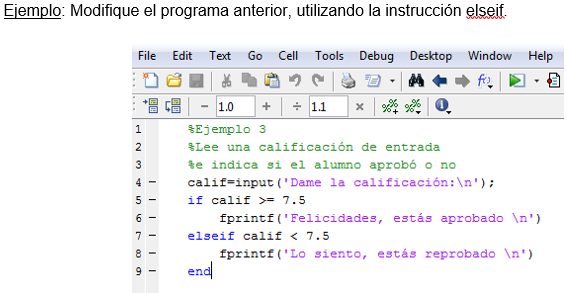 Ejemplo: Modifique el programa anterior, utilizando la instrucción elseif.
File Edit Text Go Cell Tools Debug Desktop Window Help
- 1.0 + ÷ 1.1 ×
1 %Ejemplo 3
2 %Lee una calificación de entrada
3 %e indica si el alumno aprobó o no
4 - calif=input('Dame la calificación:\n');
5 - if calif >= 7.5
6 - fprintf('Felicidades, estás aprobado \n')
7 - elseif calif < 7.5
8 - fprintf('Lo siento, estás reprobado \n')
9 - end